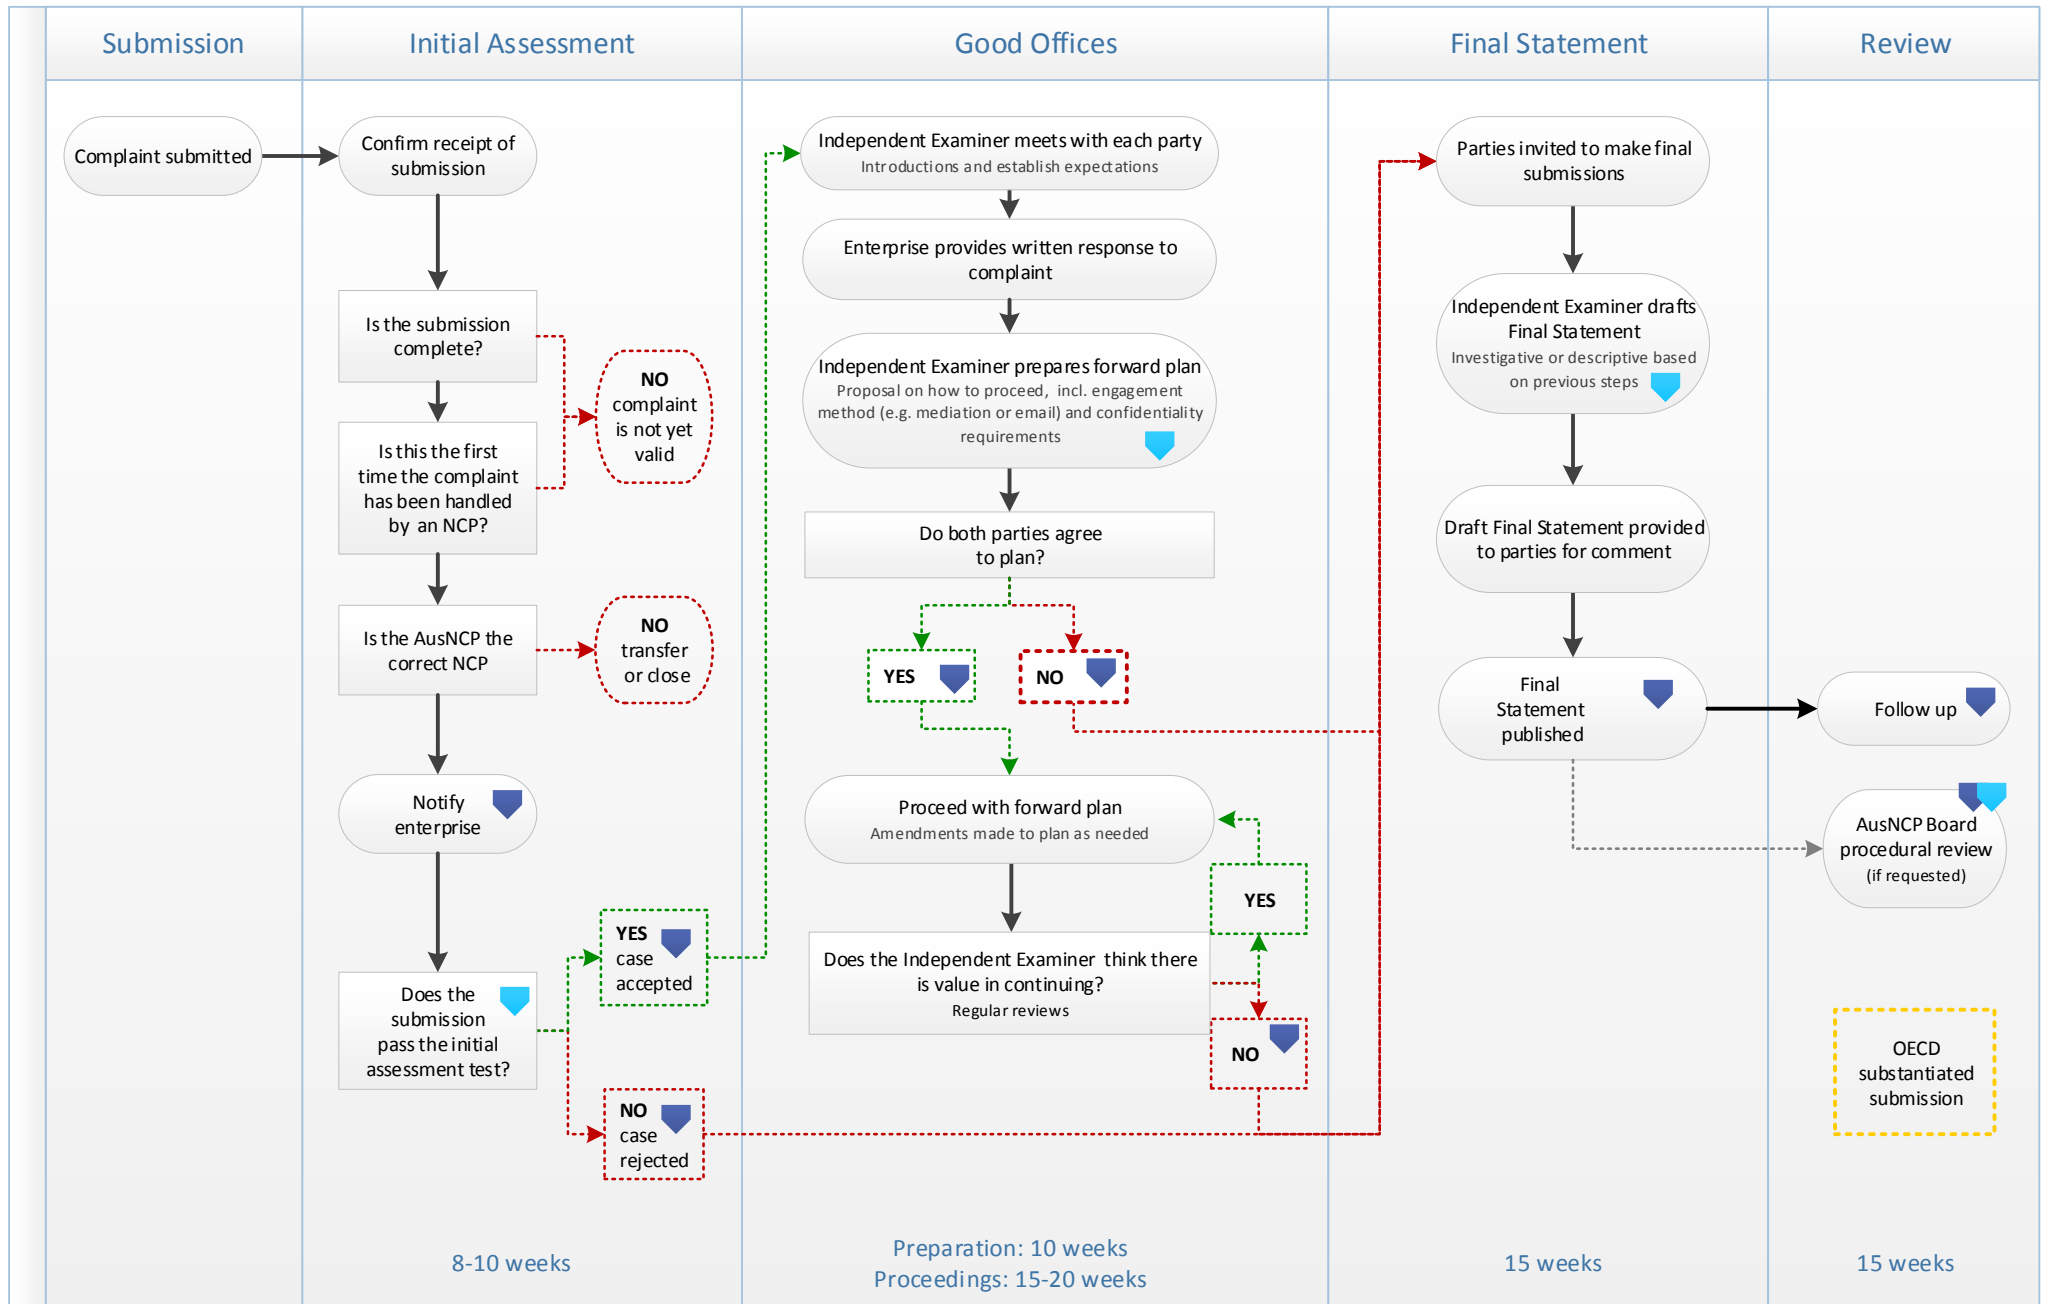 Submission
Initial Assessment
Good Offices
Final Statement
Review
Complaint submitted
Confirm receipt of
submission
Is the submission
complete?
NO
complaint
is not yet
valid
Is this the first
time the complaint
has been handled
by an NCP?
Is the AusNCP the
correct NCP
NO
transfer
or close
Notify
enterprise
Does the
submission
pass the initial
assessment test?
YES
case
accepted
NO
case
rejected
8-10 weeks
Independent Examiner meets with each party
Introductions and establish expectations
Enterprise provides written response to
complaint
Independent Examiner prepares forward plan
Proposal on how to proceed, incl. engagement
method (e.g. mediation or email) and confidentiality
requirements
Do both parties agree
to plan?
YES
NO
Proceed with forward plan
Amendments made to plan as needed
Does the Independent Examiner think there
is value in continuing?
Regular reviews
YES
NO
Preparation: 10 weeks
Proceedings: 15-20 weeks
Parties invited to make final
submissions
Independent Examiner drafts
Final Statement
Investigative or descriptive based
on previous steps
Draft Final Statement provided
to parties for comment
Final
Statement
published
15 weeks
Follow up
AusNCP Board
procedural review
(if requested)
OECD
substantiated
submission
15 weeks